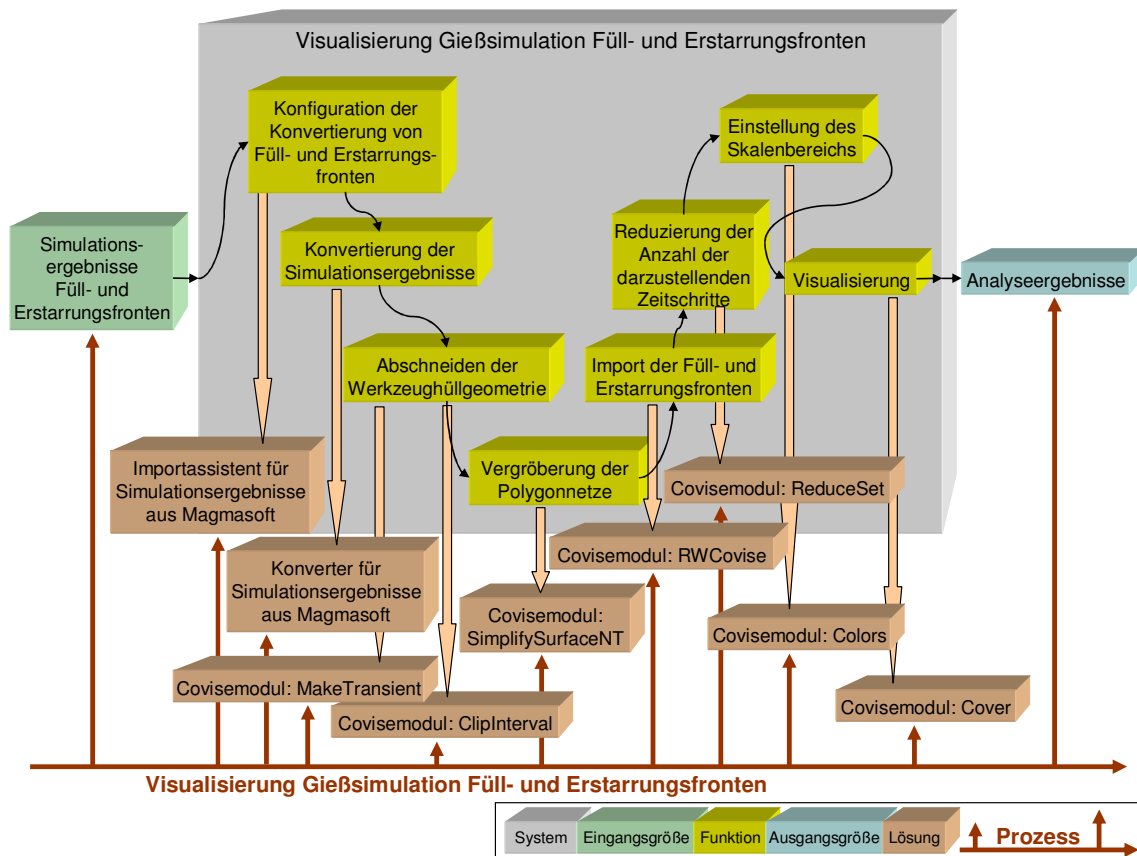 Visualisierung Gießsimulation Füll- und Erstarrungsfronten
Konfiguration der
Konvertierung von
Füll- und Erstarrungs-
fronten
Einstellung des
Skalenbereichs
Simulations-
ergebnisse
Füll- und
Erstarrungsfronten
Konvertierung der
Simulationsergebnisse
Reduzierung der
Anzahl der
darzustellenden
Zeitschritte
Visualisierung
Analyseergebnisse
Abschneiden der
Werkzeughüllgeometrie
Import der Füll- und
Erstarrungsfronten
Importassistent für
Simulationsergebnisse
aus Magmasoft
Vergröberung der
Polygonnetze
Covisemodul: ReduceSet
Covisemodul: RWCovise
Konverter für
Simulationsergebnisse
aus Magmasoft
Covisemodul:
SimplifySurfaceNT
Covisemodul: Colors
Covisemodul: MakeTransient
Covisemodul: ClipInterval
Covisemodul: Cover
Visualisierung Gießsimulation Füll- und Erstarrungsfronten
System
Eingangsgröße
Funktion
Ausgangsgröße
Lösung
Prozess